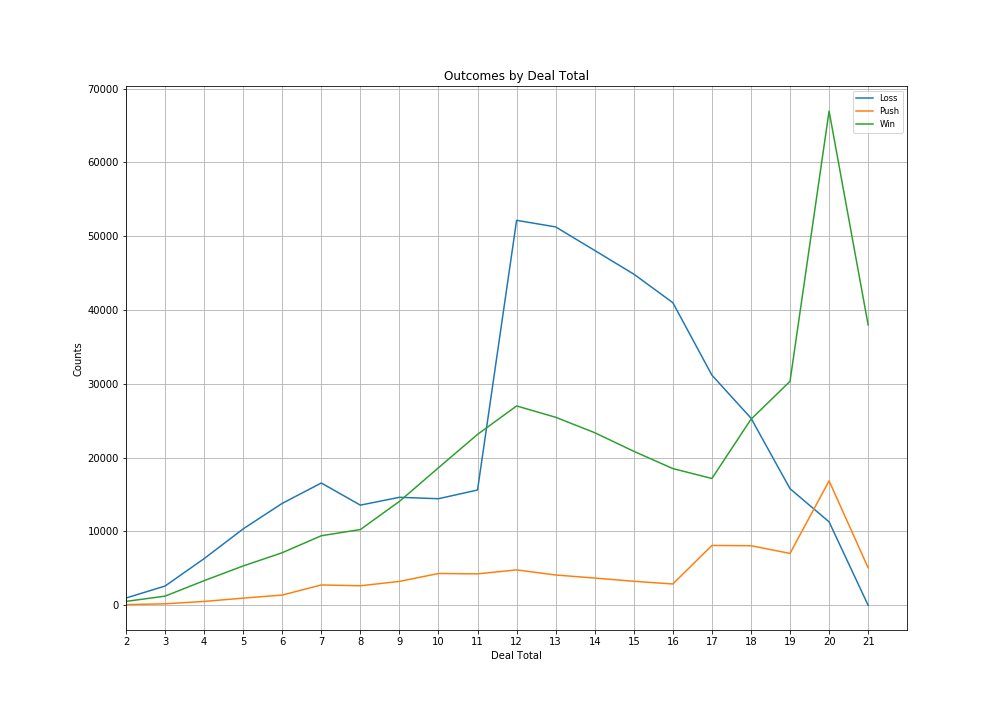 Outcomes by Deal Total
Loss
Push
Win
70000
60000
50000
40000
30000
20000
10000
0
Counts
2 3 4 5 6 7 8 9 10 11 12 13 14 15 16 17 18 19 20 21
Deal Total